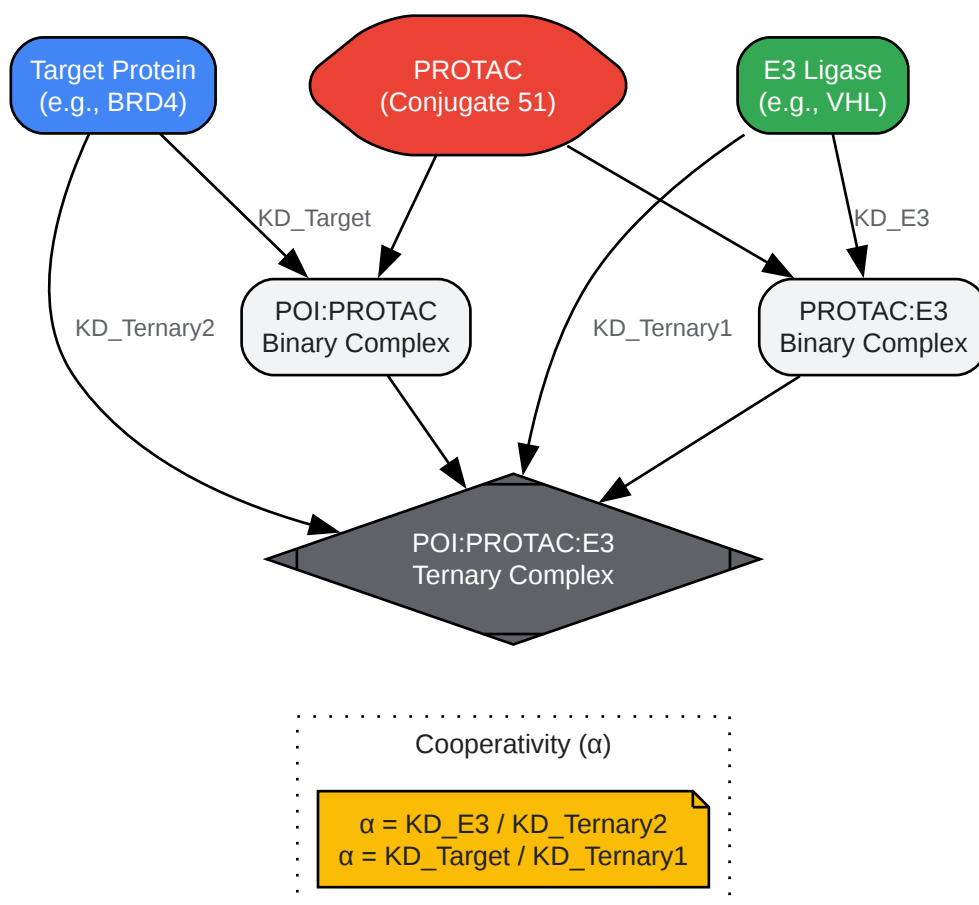 Target Protein
(e.g., BRD4)
PROTAC
(Conjugate 51)
E3 Ligase
(e.g., VHL)
KD_Target
KD_E3
POI:PROTAC
Binary Complex
PROTAC:E3
Binary Complex
KD_Ternary2
KD_Ternary1
POI:PROTAC:E3
Ternary Complex
Cooperativity (α)
α = KD_E3 / KD_Ternary2
α = KD_Target / KD_Ternary1